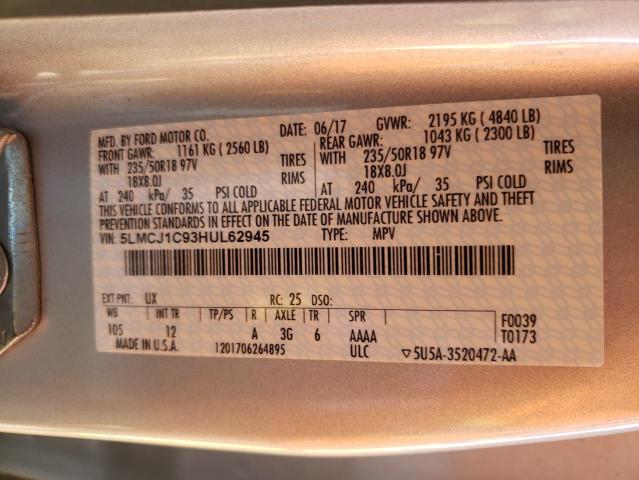 MFD. BY FORD MOTOR CO.
DATE: 06/17 GVWR: 2195 KG ( 4840 LB)
FRONT GAWR: 1161 KG ( 2560 LB) REAR GAWR: 1043 KG ( 2300 LB)
WITH 235/50R18 97V TIRES WITH 235/50R18 97V TIRES
18X8.0J RIMS 18X8.0J RIMS
AT 240 kPa/ 35 PSI COLD AT 240 kPa/ 35 PSI COLD
THIS VEHICLE CONFORMS TO ALL APPLICABLE FEDERAL MOTOR VEHICLE SAFETY AND THEFT
PREVENTION STANDARDS IN EFFECT ON THE DATE OF MANUFACTURE SHOWN ABOVE.
VIN: 5LMCJ1C93HUL62945 TYPE: MPV
EXT PNT: UX RC: 25 DSO:
WB INT TR TP/PS R AXLE TR SPR
105 12 A 3G 6 AAAA
F0039
T0173
MADE IN U.S.A. 1201706264895 ULC ▽5U5A-3520472-AA